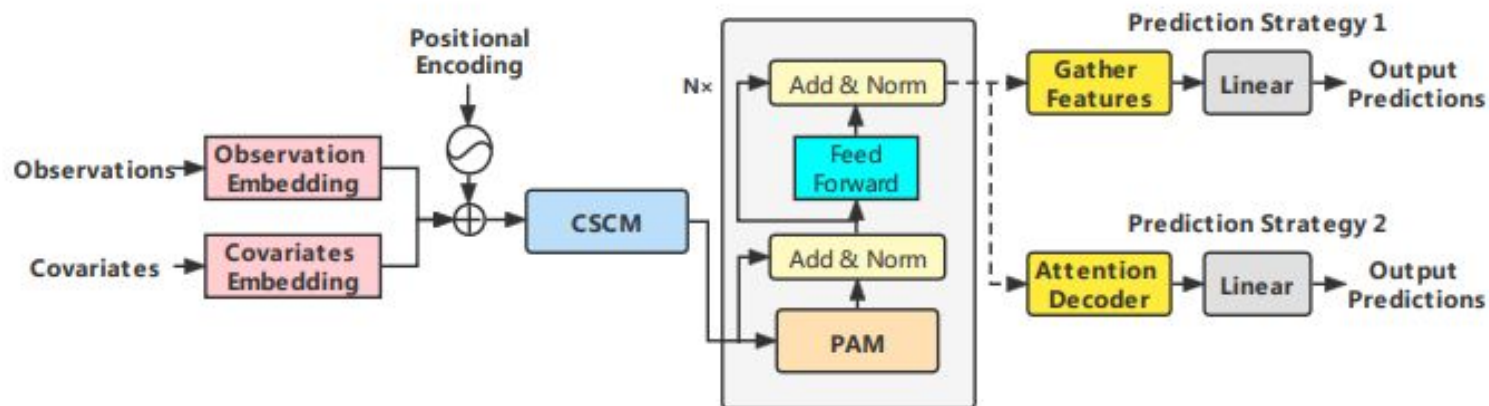 Positional
Encoding
Observations
Observation
Embedding
Covariates
Covariates
Embedding
CSCM
N×
Add & Norm
Feed
Forward
Add & Norm
PAM
Prediction Strategy 1
Gather
Features
Linear
Output
Predictions
Prediction Strategy 2
Attention
Decoder
Linear
Output
Predictions